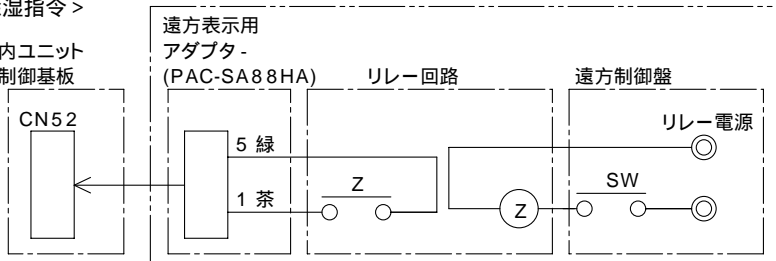 湿指令>
遠方表示用
内ユニット
アダプタ-
制御基板
(PAC-SA88HA)
リレー回路
遠方制御盤
CN52
リレー電源
5 緑
1 茶
Z
Z
SW